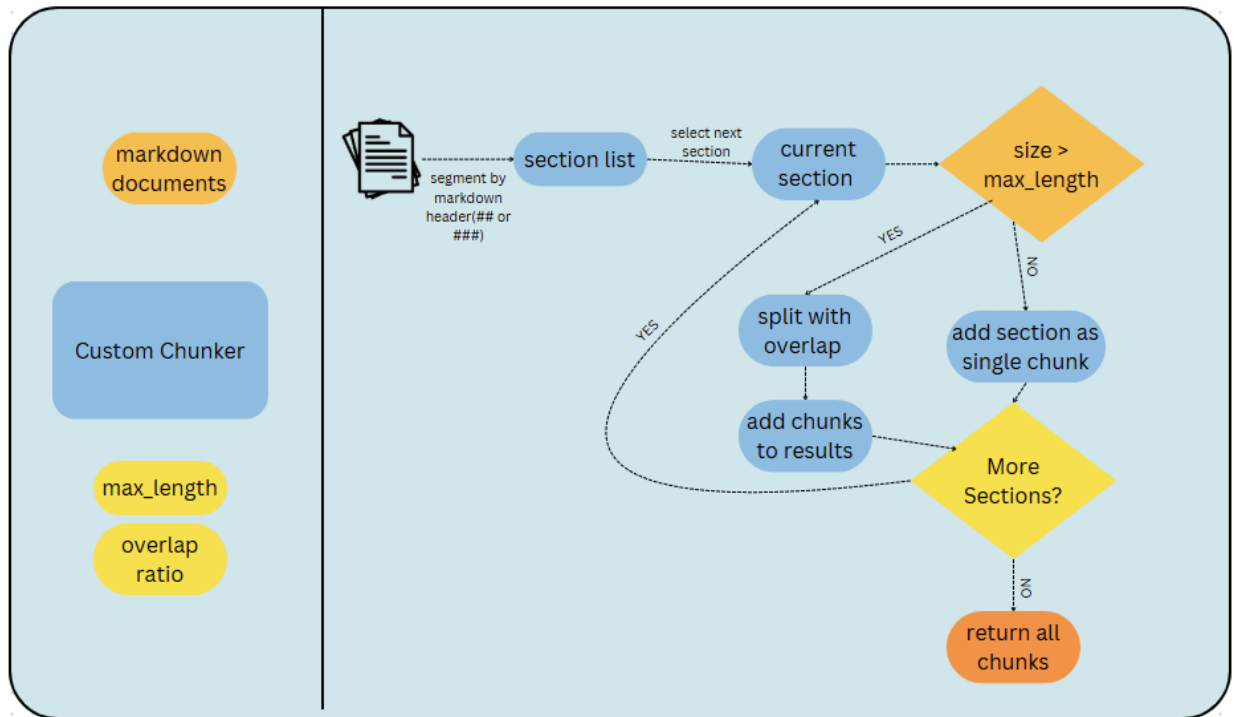 markdown
documents
Custom Chunker
max_length
overlap
ratio
segment by
markdown
header(## or
###)
section list
select next
section
current
section
size >
max_length
YES
NO
split with
overlap
add section as
single chunk
YES
add chunks
to results
More
Sections?
NO
return all
chunks